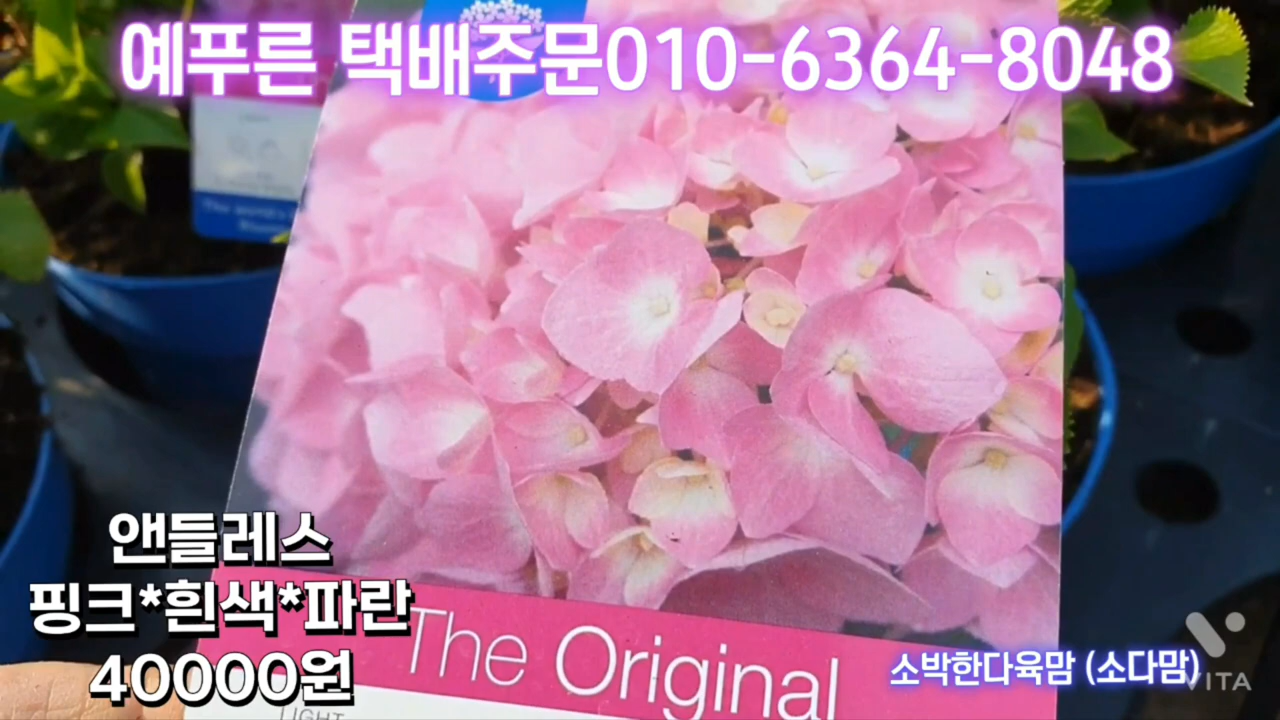 예푸른 택배주문010-6364-8048
앤들레스
핑크*흰색*파란
40000원
The Original
LIGHT
소박한다육맘 (소다맘)
VITA